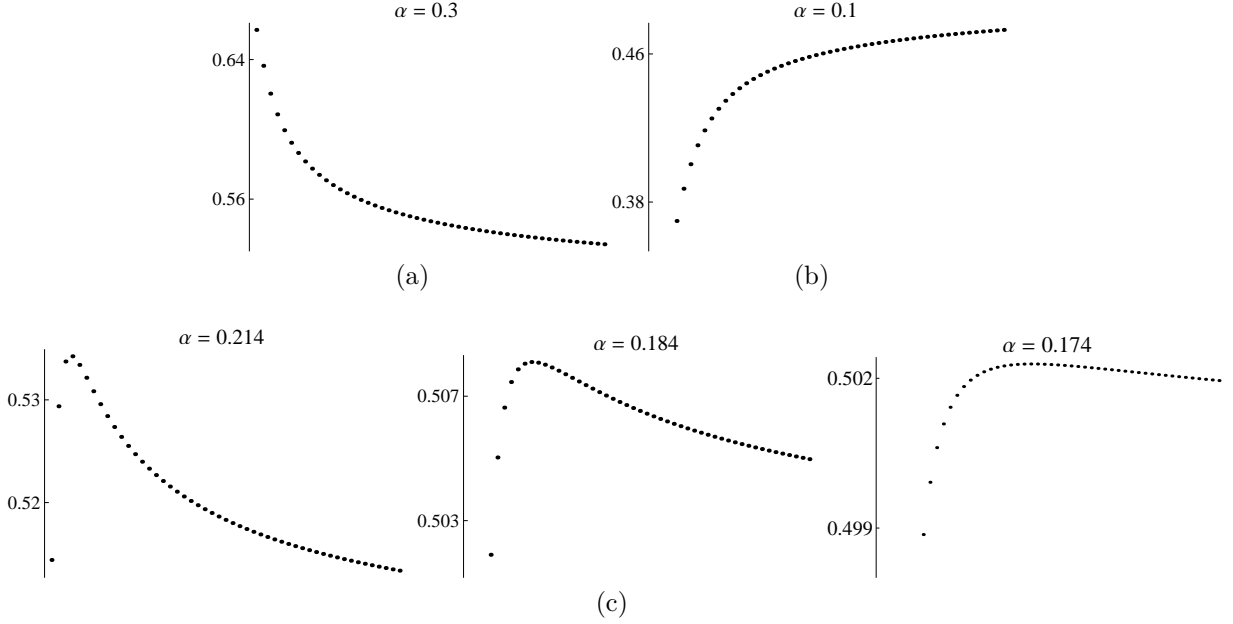 α = 0.3
0.64
0.56
(a)
α = 0.1
0.46
0.38
(b)
α = 0.214
0.53
0.52
α = 0.184
0.507
0.503
α = 0.174
0.502
0.499
(c)